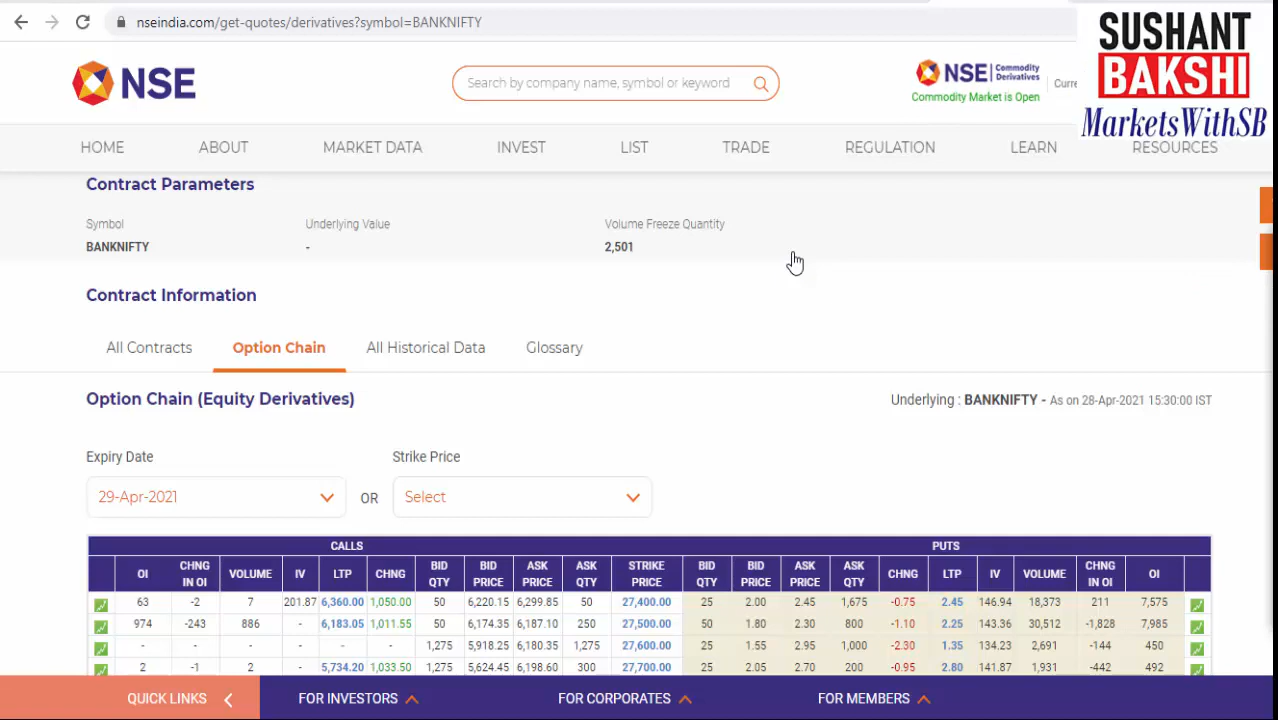 nseindia.com/get-quotes/derivatives?symbol=BANKNIFTY
SUSHANT
BAKSHI
MarketsWithSB
NSE
Search by company name, symbol or keyword
NSE Commodity Derivatives
Commodity Market is Open
Curre
HOME ABOUT MARKET DATA INVEST LIST TRADE REGULATION LEARN RESOURCES
Contract Parameters
Symbol Underlying Value Volume Freeze Quantity
BANKNIFTY - 2,501
Contract Information
All Contracts Option Chain All Historical Data Glossary
Option Chain (Equity Derivatives)
Underlying : BANKNIFTY - As on 28-Apr-2021 15:30:00 IST
Expiry Date Strike Price
29-Apr-2021 OR Select
CALLS PUTS
OI CHNG IN OI VOLUME IV LTP CHNG BID QTY BID PRICE ASK PRICE ASK QTY STRIKE PRICE BID QTY BID PRICE ASK PRICE ASK QTY CHNG LTP IV VOLUME CHNG IN OI OI
63 -2 7 201.87 6,360.00 1,050.00 50 6,220.15 6,299.85 50 27,400.00 25 2.00 2.45 1,675 -0.75 2.45 146.94 18,373 211 7,575
974 -243 886 - 6,183.05 1,011.55 50 6,174.35 6,187.10 250 27,500.00 50 1.80 2.30 800 -1.10 2.25 143.36 30,512 -1,828 7,985
- - - - - - 1,275 5,918.25 6,180.35 1,275 27,600.00 25 1.55 2.95 1,000 -2.30 1.35 134.23 2,691 -144 450
2 -1 2 - 5,734.20 1,033.50 25 5,624.45 6,198.60 300 27,700.00 25 2.05 2.70 200 -0.95 2.80 141.87 1,931 -442 492
QUICK LINKS FOR INVESTORS FOR CORPORATES FOR MEMBERS